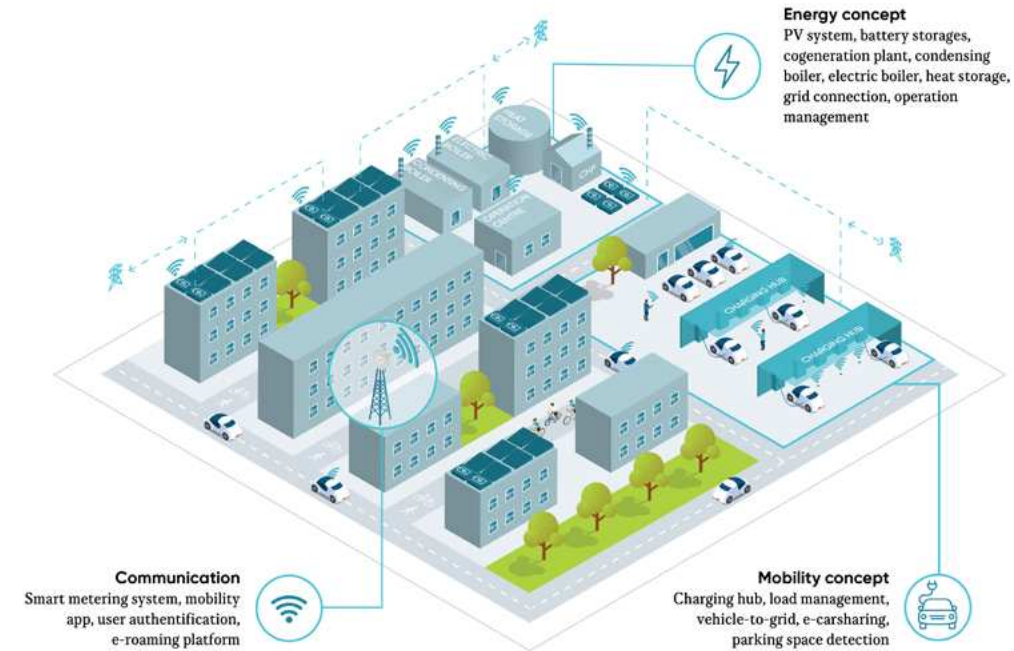 Energy concept
PV system, battery storages,
cogeneration plant, condensing
boiler, electric boiler, heat storage,
grid connection, operation
management
HEAT
STORAGE
ELECTRIC
BOILER
CONDENSING
BOILER
CHP
OPERATION
CENTRE
CHARGING HUB
CHARGING HUB
Communication
Smart metering system, mobility
app, user authentification,
e-roaming platform
Mobility concept
Charging hub, load management,
vehicle-to-grid, e-carsharing,
parking space detection